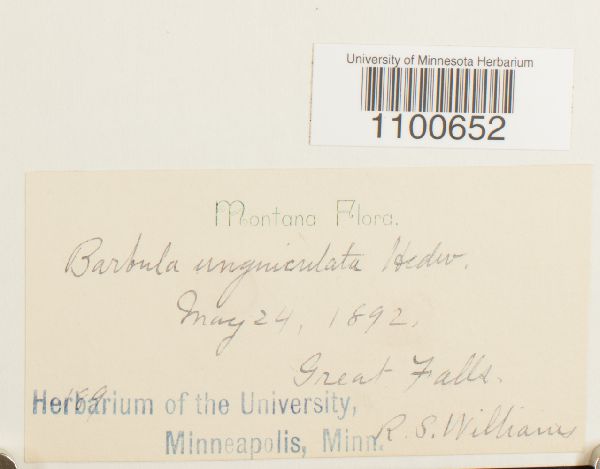 University of Minnesota Herbarium
1100652
Montana Flora.
Barbula unguiculata Hedw.
May 24, 1892.
Great Falls.
189
Herbarium of the University,
Minneapolis, Minn.
R. S. Williams